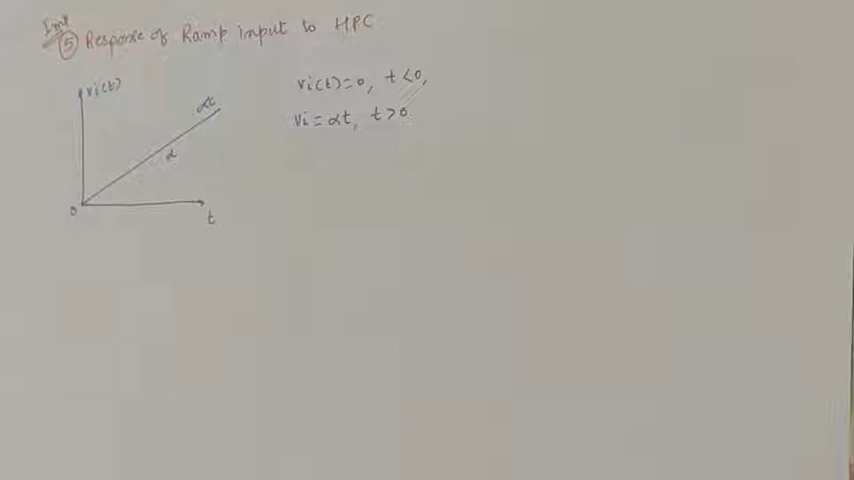 Imp
⑤ Response of Ramp input to HPC
vi(t)
vi(t)=0, t<0,
αt
vi=αt, t>0
α
0
t